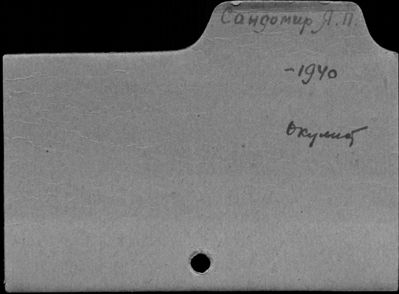 Сандомир Я.П.
-1940
Окулист